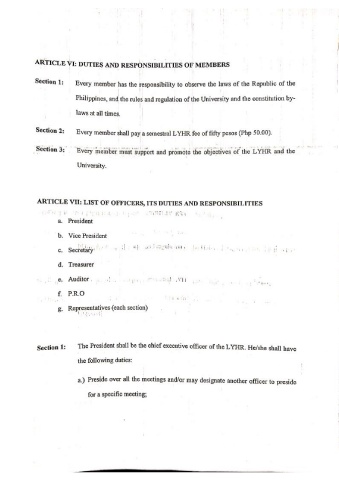 ARTICLE VI: DUTIES AND RESPONSIBILITIES OF MEMBERS
Section 1: Every member has the responsibility to observe the laws of the Republic of the
Philippines, and the rules and regulation of the University and the constitution by-
laws at all times.
Section 2: Every member shall pay a semestral LYHR fee of fifty pesos (Php 50.00).
Section 3: Every member must support and promote the objectives of the LYHR and the
University.
ARTICLE VII: LIST OF OFFICERS, ITS DUTIES AND RESPONSIBILITIES
a. President
b. Vice President
c. Secretary
d. Treasurer
e. Auditor
f. P.R.O
g. Representatives (each section)
Section 1: The President shall be the chief executive officer of the LYHR. He/she shall have
the following duties:
a.) Preside over all the meetings and/or may designate another officer to preside
for a specific meeting;